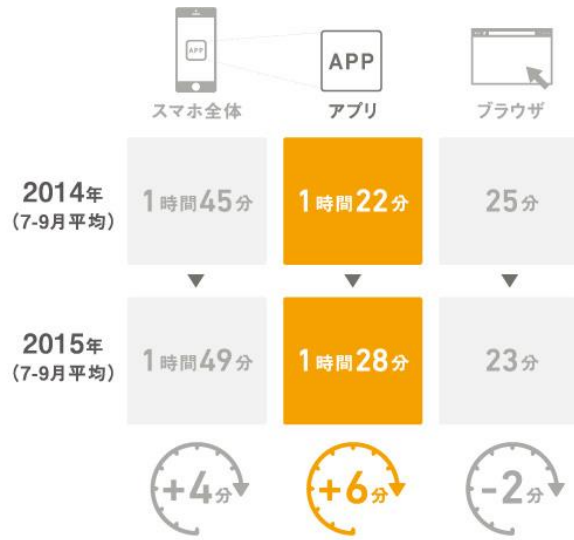 APP
APP
スマホ全体
アプリ
ブラウザ
2014年
(7-9月平均)
1時間45分
1時間22分
25分
2015年
(7-9月平均)
1時間49分
1時間28分
23分
+4分
+6分
-2分